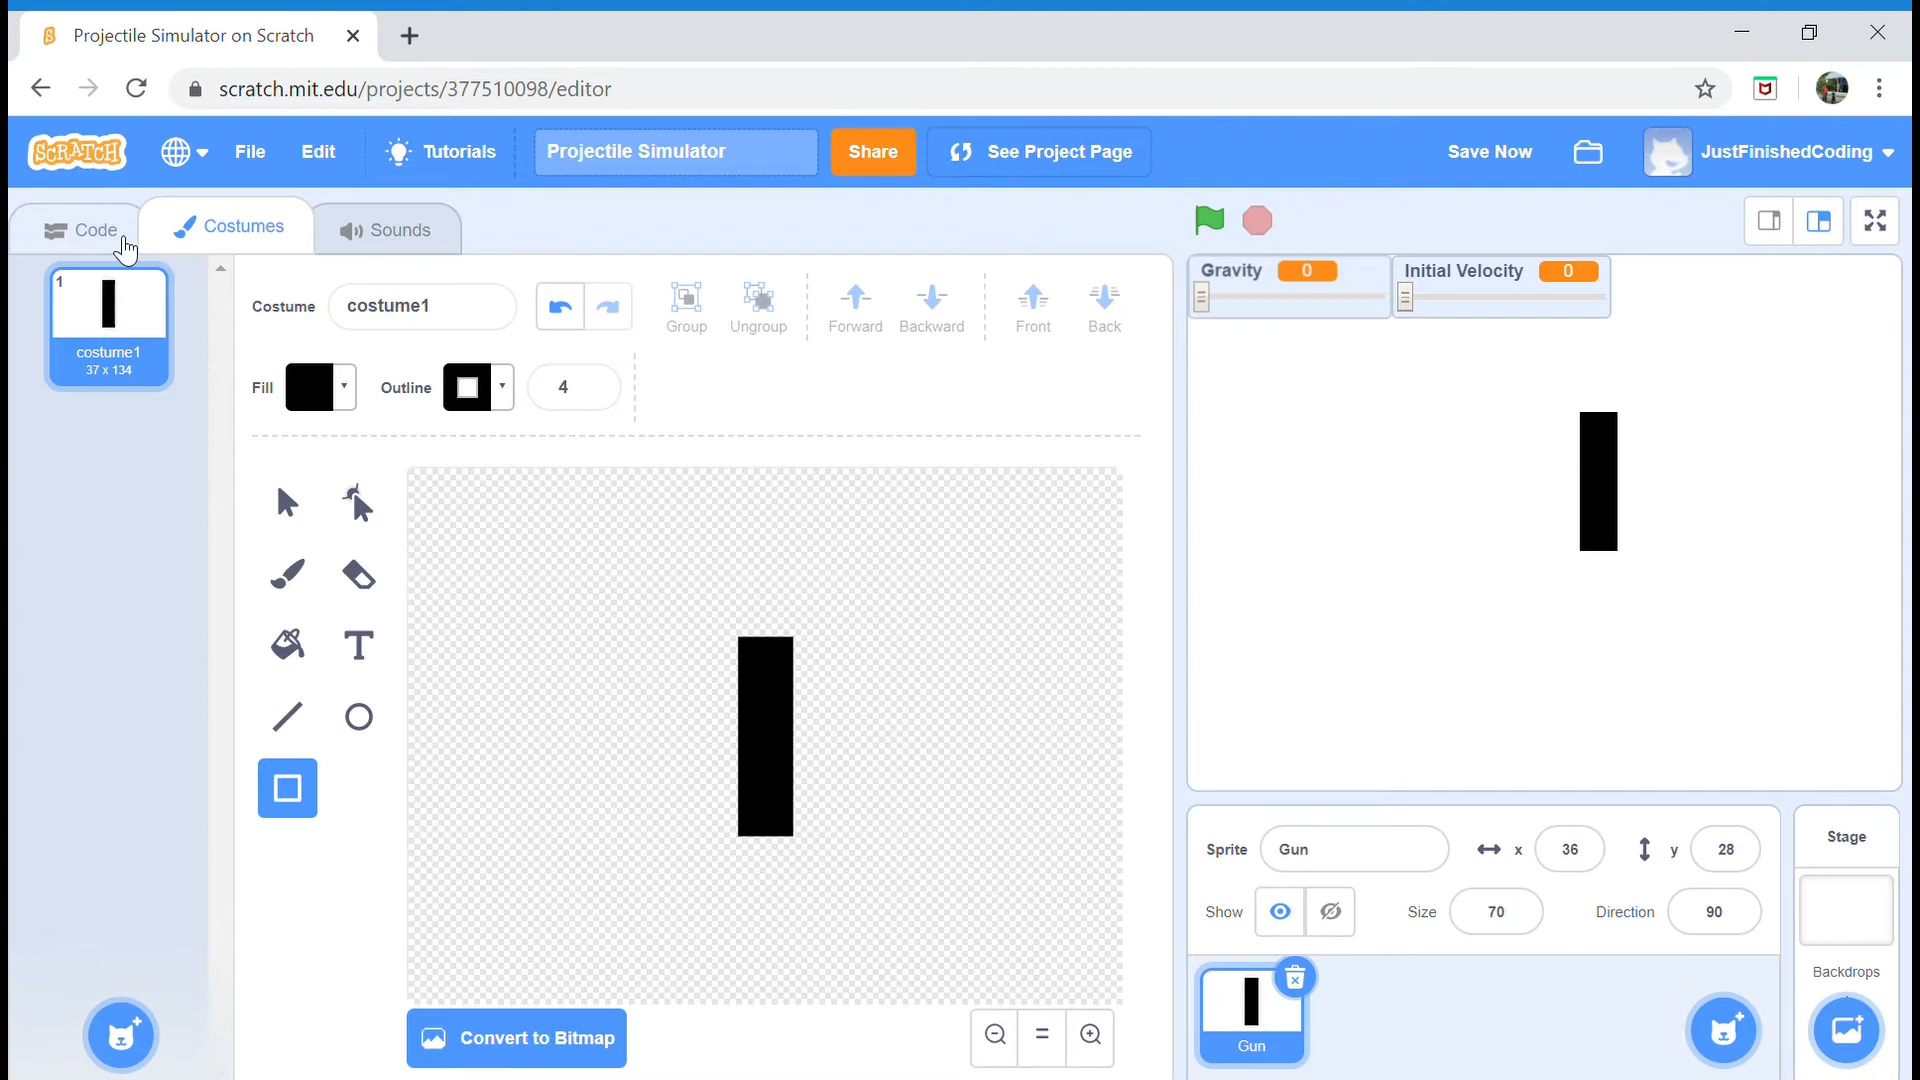 Projectile Simulator on Scratch
scratch.mit.edu/projects/377510098/editor
SCRATCH File Edit Tutorials Projectile Simulator Share See Project Page Save Now JustFinishedCoding
Code Costumes Sounds
1
costume1
37 x 134
Costume costume1
Group Ungroup Forward Backward Front Back
Fill Outline 4
T
Convert to Bitmap
=
Gravity 0 Initial Velocity 0
Sprite Gun x 36 y 28
Show Size 70 Direction 90
Gun
Stage
Backdrops